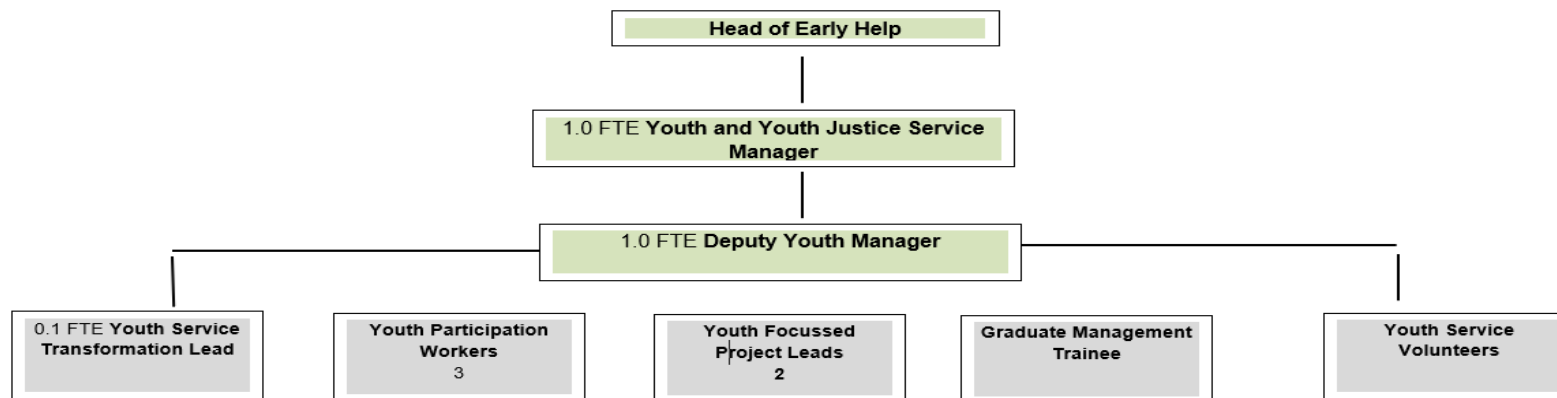 Head of Early Help
1.0 FTE Youth and Youth Justice Service
Manager
1.0 FTE Deputy Youth Manager
0.1 FTE Youth Service
Transformation Lead
Youth Participation
Workers
3
Youth Focussed
Project Leads
2
Graduate Management
Trainee
Youth Service
Volunteers